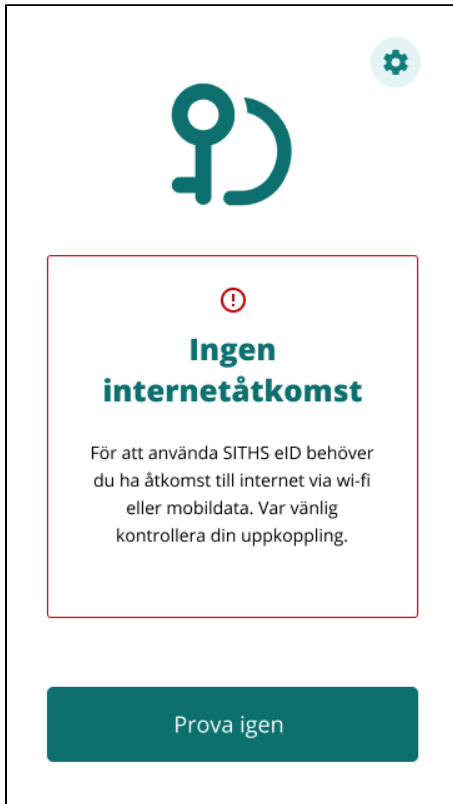 Ingen
internetåtkomst
För att använda SITHS eID behöver
du ha åtkomst till internet via wi-fi
eller mobildata. Var vänlig
kontrollera din uppkoppling.
Prova igen